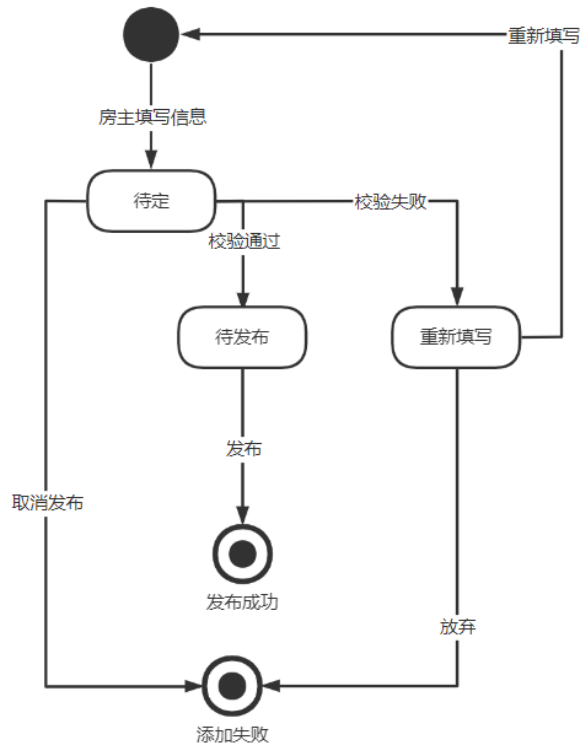 重新填写
房主填写信息
待定
校验失败
校验通过
待发布
重新填写
发布
取消发布
发布成功
放弃
添加失败